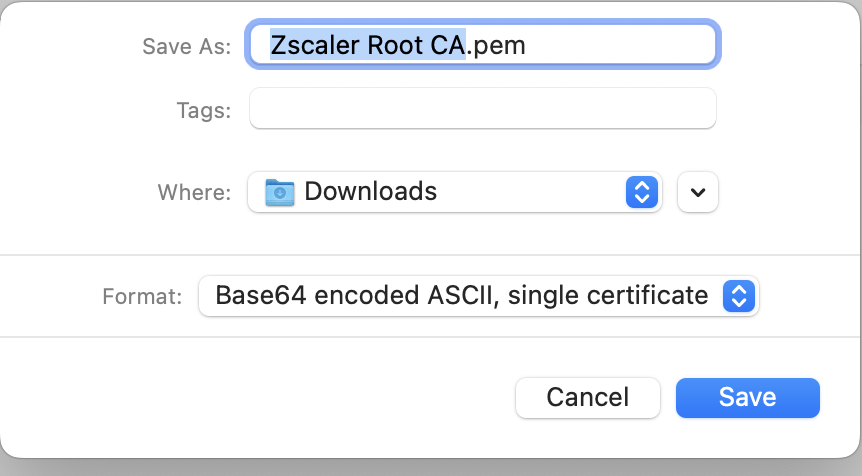 Save As: Zscaler Root CA.pem
Tags:
Where: Downloads
Format: Base64 encoded ASCII, single certificate
Cancel Save